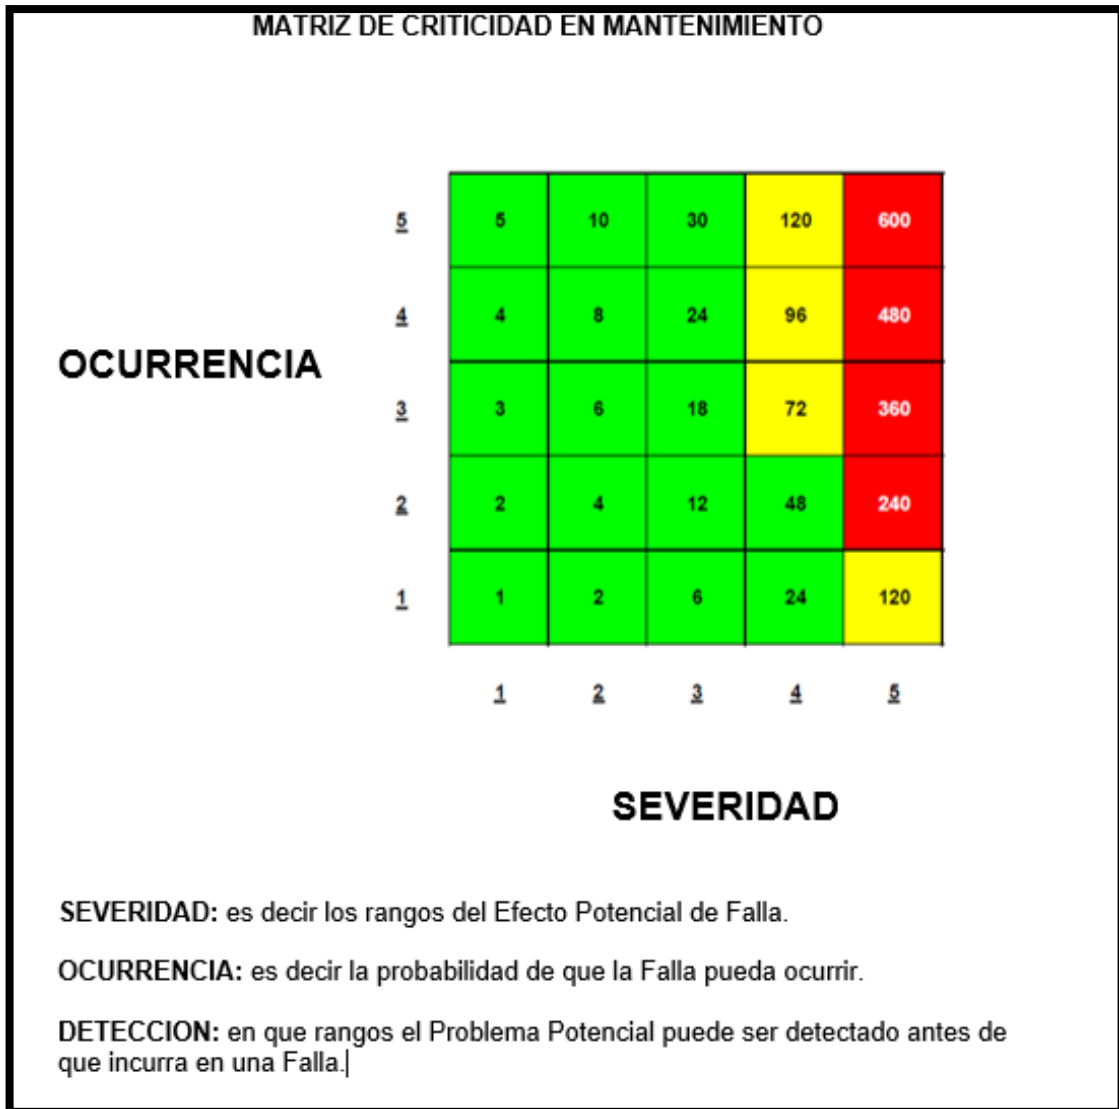 MATRIZ DE CRITICIDAD EN MANTENIMIENTO
5 5 10 30 120 600
4 4 8 24 96 480
OCURRENCIA
3 3 6 18 72 360
2 2 4 12 48 240
1 1 2 6 24 120
1 2 3 4 5
SEVERIDAD
SEVERIDAD: es decir los rangos del Efecto Potencial de Falla.
OCURRENCIA: es decir la probabilidad de que la Falla pueda ocurrir.
DETECCION: en que rangos el Problema Potencial puede ser detectado antes de
que incurra en una Falla.